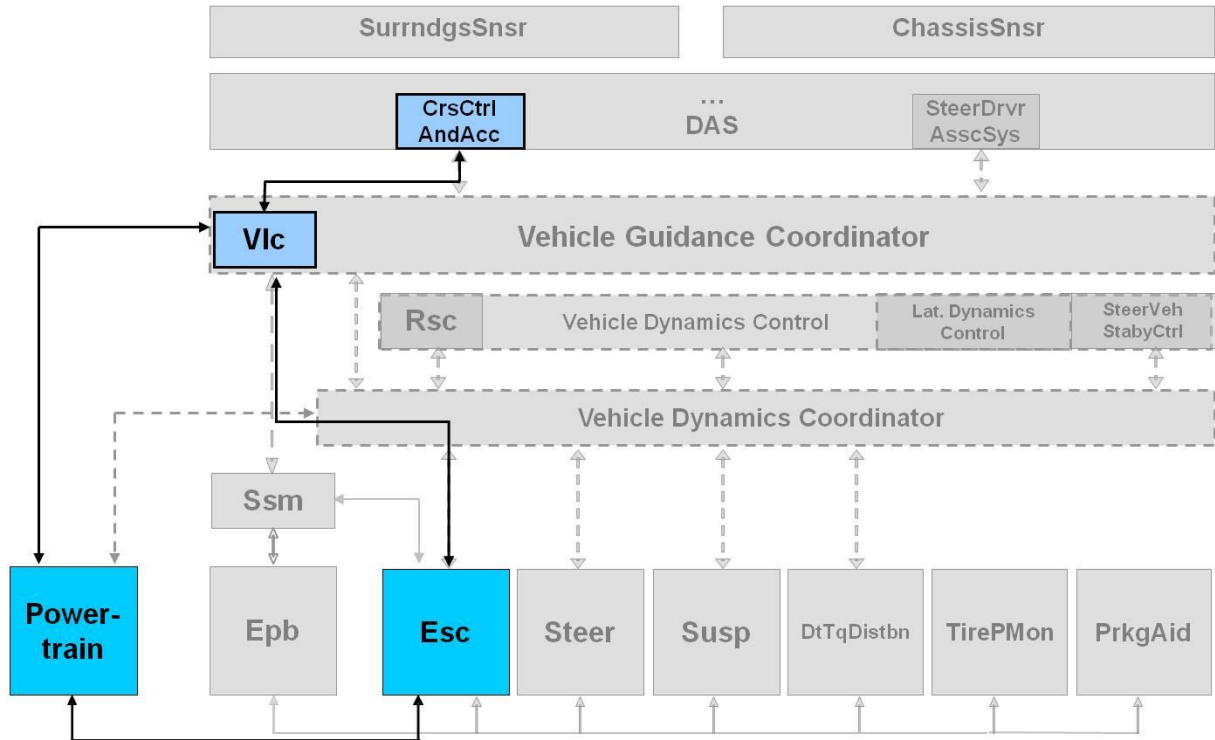 SurrndgsSnsr
ChassisSnsr
CrsCtrl
AndAcc
...
DAS
SteerDrvr
AsscSys
Vlc
Vehicle Guidance Coordinator
Rsc
Vehicle Dynamics Control
Lat. Dynamics
Control
SteerVeh
StabyCtrl
Vehicle Dynamics Coordinator
Ssm
Power-
train
Epb
Esc
Steer
Susp
DtTqDistbn
TirePMon
PrkgAid